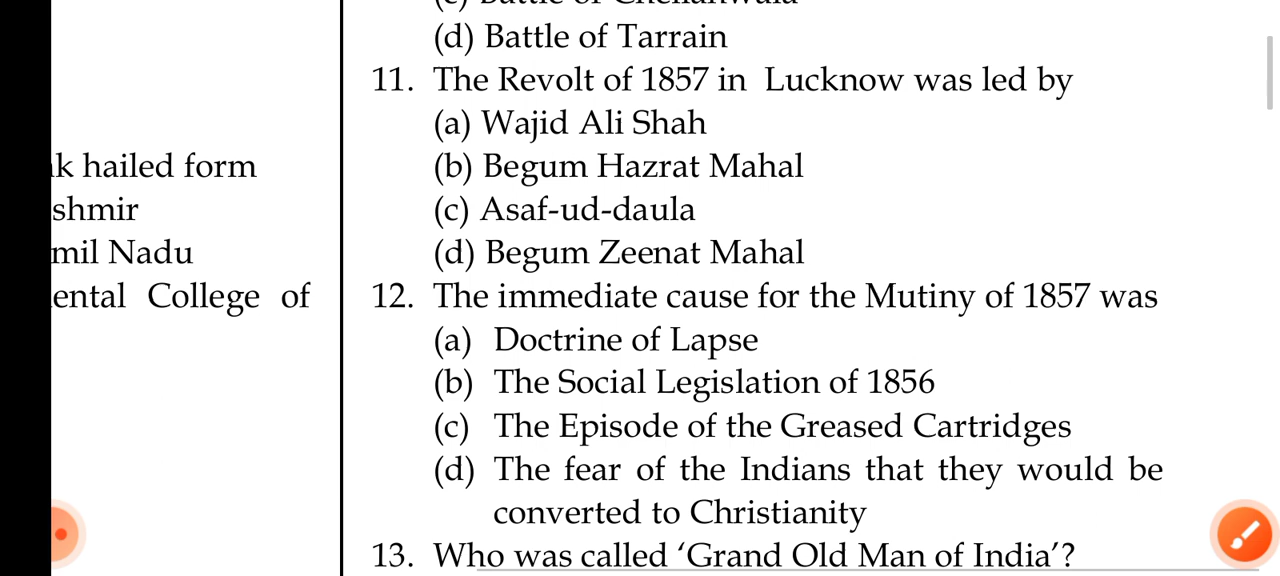 (d) Battle of Tarrain
11. The Revolt of 1857 in Lucknow was led by
(a) Wajid Ali Shah
(b) Begum Hazrat Mahal
(c) Asaf-ud-daula
(d) Begum Zeenat Mahal
12. The immediate cause for the Mutiny of 1857 was
(a) Doctrine of Lapse
(b) The Social Legislation of 1856
(c) The Episode of the Greased Cartridges
(d) The fear of the Indians that they would be
converted to Christianity
13. Who was called ‘Grand Old Man of India’?
hailed form
shmir
mil Nadu
ental College of